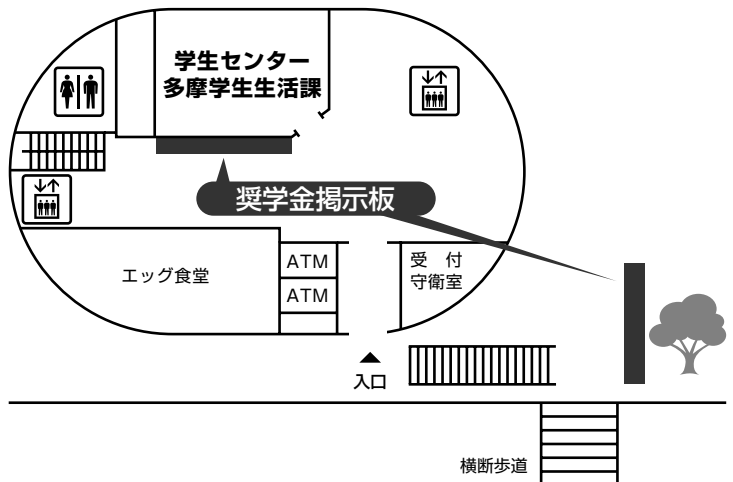 学生センター
多摩学生生活課
奨学金掲示板
エッグ食堂
ATM
ATM
受　付
守衛室
入口
横断歩道